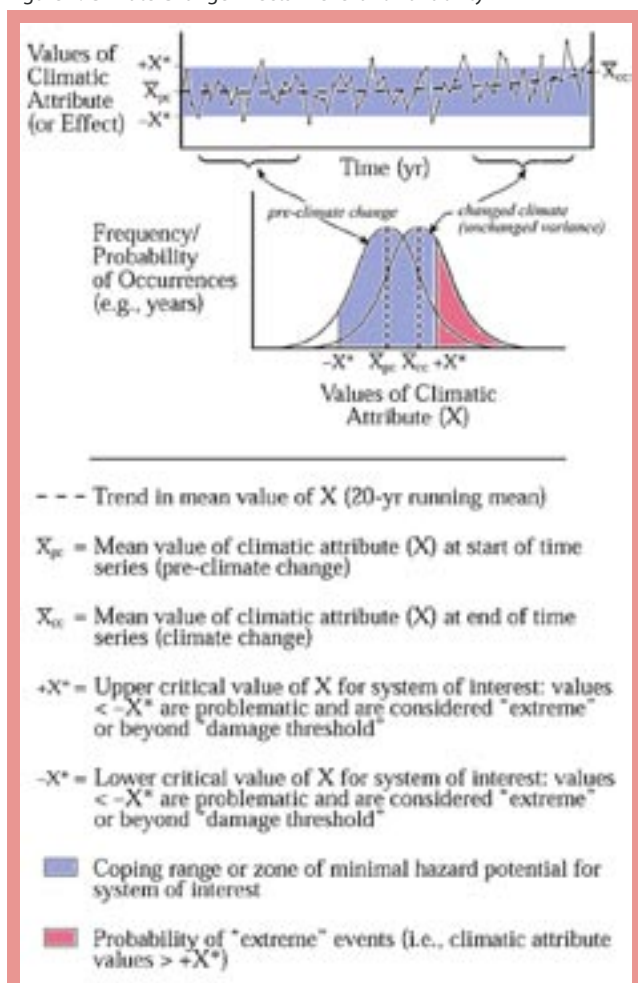 Values of
Climatic
Attribute
(or Effect)
+X*
X̅pc
–X*
X̅cc
Time (yr)
pre-climate change
changed climate
(unchanged variance)
Frequency/
Probability
of Occurrences
(e.g., years)
–X* X̅pc X̅cc +X*
Values of Climatic
Attribute (X)
- - - Trend in mean value of X (20-yr running mean)
X̅pc = Mean value of climatic attribute (X) at start of time
series (pre-climate change)
X̅cc = Mean value of climatic attribute (X) at end of time
series (climate change)
+X* = Upper critical value of X for system of interest: values
< –X* are problematic and are considered "extreme"
or beyond "damage threshold"
–X* = Lower critical value of X for system of interest: values
< –X* are problematic and are considered "extreme"
or beyond "damage threshold"
Coping range or zone of minimal hazard potential for
system of interest
Probability of "extreme" events (i.e., climatic attribute
values > +X*)